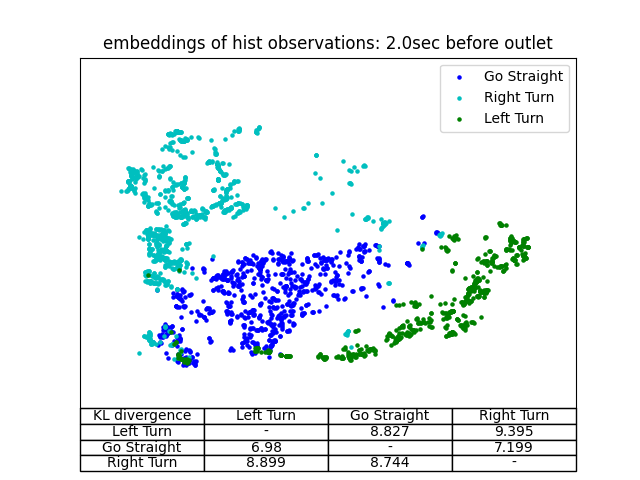 embeddings of hist observations: 2.0sec before outlet
Go Straight
Right Turn
Left Turn
KL divergence Left Turn Go Straight Right Turn
Left Turn - 8.827 9.395
Go Straight 6.98 - 7.199
Right Turn 8.899 8.744 -